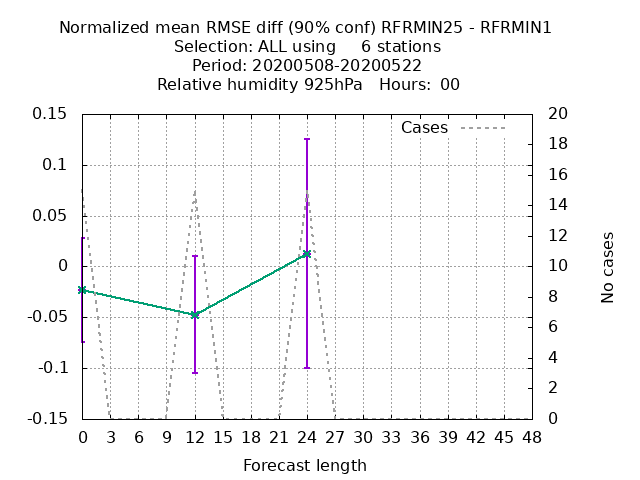 Normalized mean RMSE diff (90% conf) RFRMIN25 - RFRMIN1
Selection: ALL using     6 stations
Period: 20200508-20200522
Relative humidity 925hPa   Hours:  00
0.15
0.1
0.05
0
-0.05
-0.1
-0.15
Cases
20
18
16
14
12
10
8
6
4
2
0
No cases
0 3 6 9 12 15 18 21 24 27 30 33 36 39 42 45 48
Forecast length